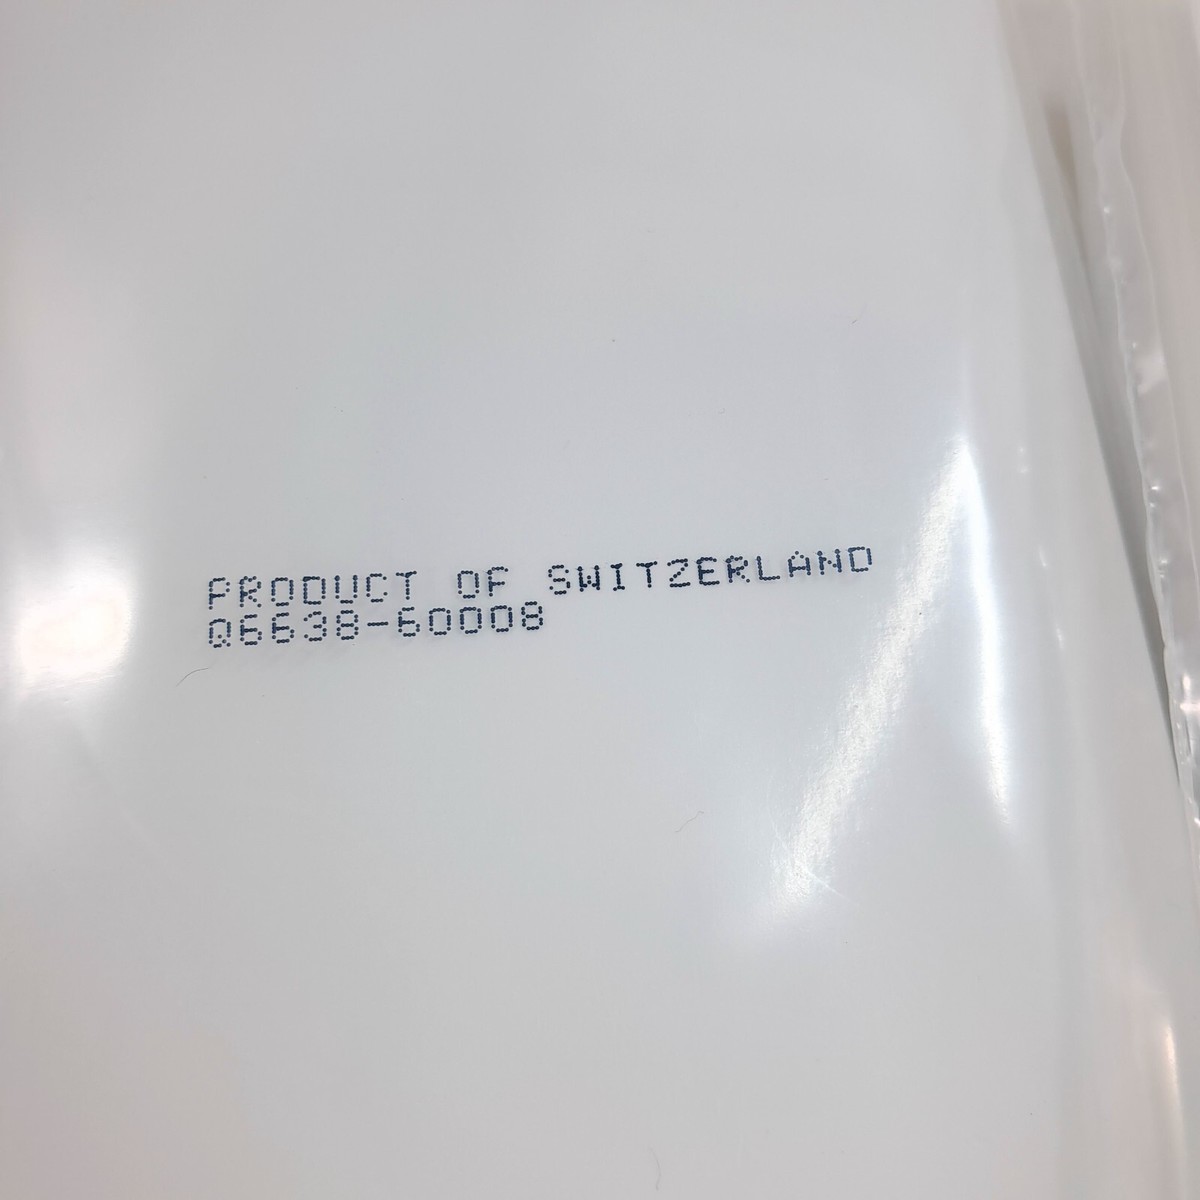 PRODUCT OF SWITZERLAND
Q6638-60008